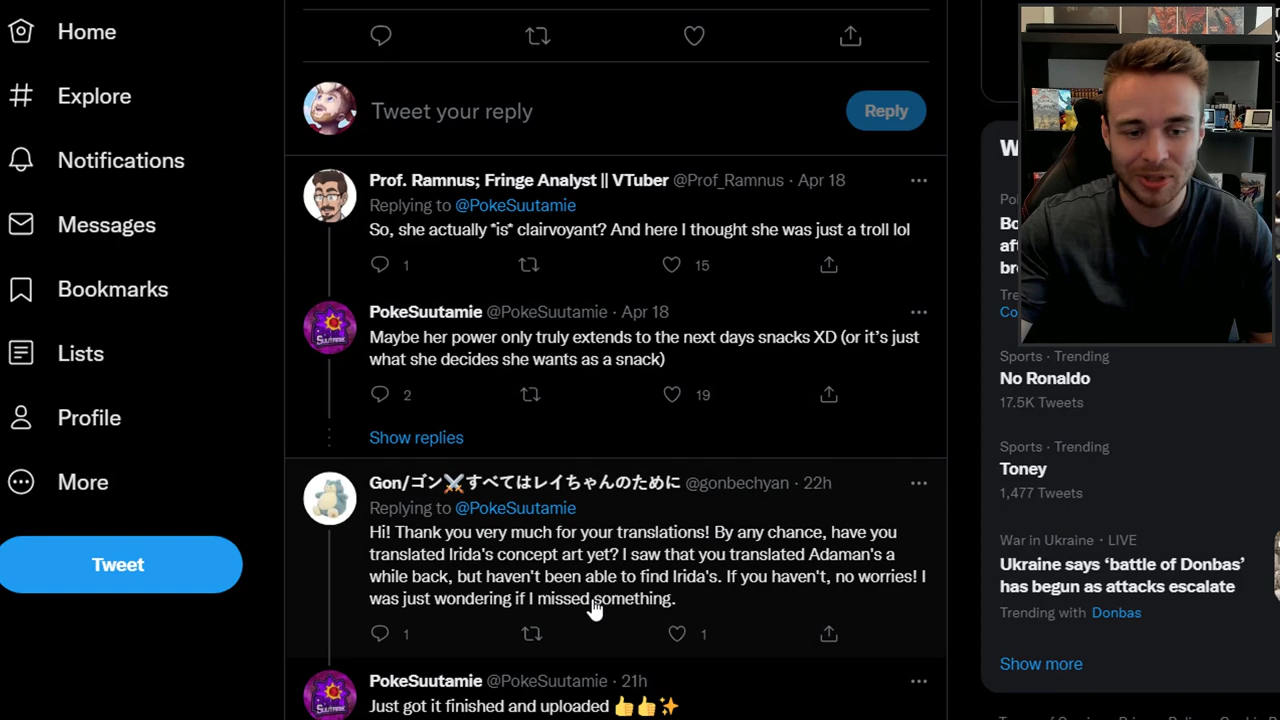 Home
Explore
Notifications
Messages
Bookmarks
Lists
Profile
More
Tweet
Tweet your reply
Reply
Prof. Ramnus; Fringe Analyst || VTuber @Prof_Ramnus · Apr 18
Replying to @PokeSuutamie
So, she actually *is* clairvoyant? And here I thought she was just a troll lol
1 15
PokeSuutamie @PokeSuutamie · Apr 18
Maybe her power only truly extends to the next days snacks XD (or it's just
what she decides she wants as a snack)
2 19
Show replies
Gon/ゴン⚔️すべてはレイちゃんのために @gonbechyan · 22h
Replying to @PokeSuutamie
Hi! Thank you very much for your translations! By any chance, have you
translated Irida's concept art yet? I saw that you translated Adaman's a
while back, but haven't been able to find Irida's. If you haven't, no worries! I
was just wondering if I missed something.
1 1
PokeSuutamie @PokeSuutamie · 21h
Just got it finished and uploaded 👍👍✨
Sports · Trending
No Ronaldo
17.5K Tweets
Sports · Trending
Toney
1,477 Tweets
War in Ukraine · LIVE
Ukraine says 'battle of Donbas'
has begun as attacks escalate
Trending with Donbas
Show more